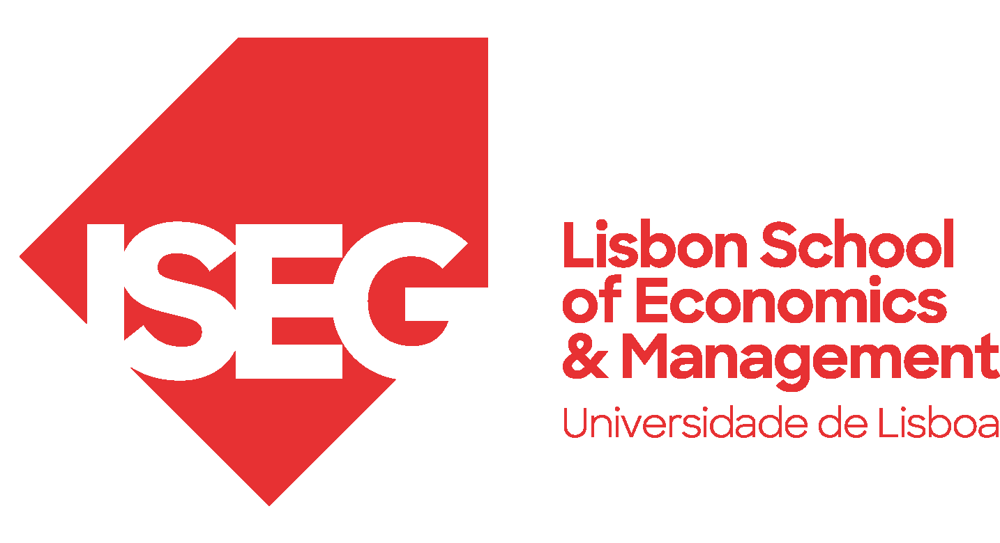 ISEG
Lisbon School
of Economics
& Management
Universidade de Lisboa